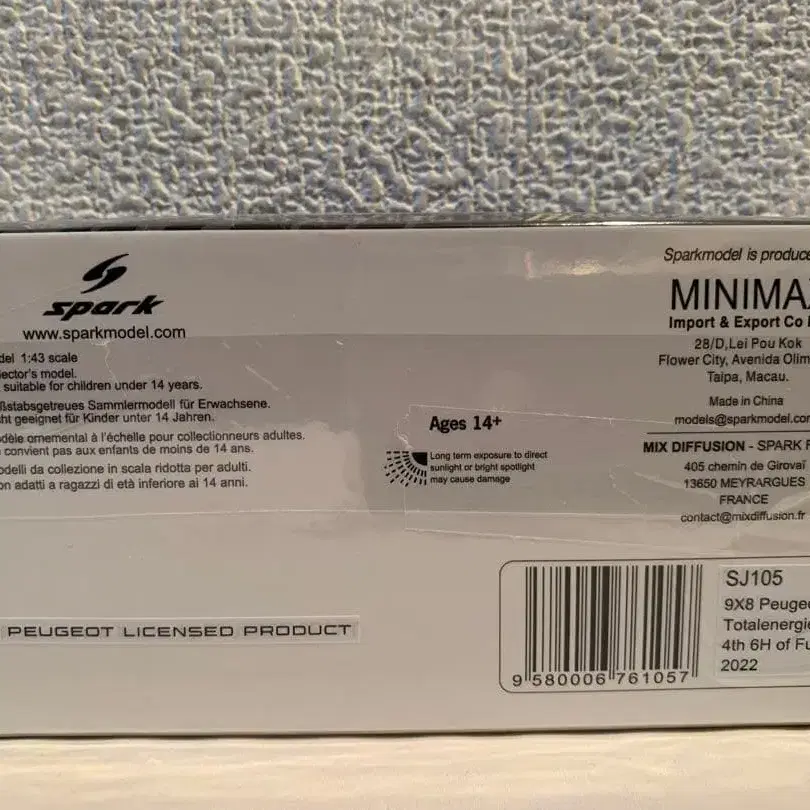 spark
www.sparkmodel.com
del 1:43 scale
ector's model.
suitable for children under 14 years.
ßstabsgetreues Sammlermodell für Erwachsene.
cht geeignet für Kinder unter 14 Jahren.
dèle ornemental à l'échelle pour collectionneurs adultes.
convient pas aux enfants de moins de 14 ans.
odelli da collezione in scala ridotta per adulti.
on adatti a ragazzi di età inferiore ai 14 anni.
PEUGEOT LICENSED PRODUCT
Ages 14+
Long term exposure to direct
sunlight or bright spotlight
may cause damage
Sparkmodel is produce
MINIMAX
Import & Export Co
28/D,Lei Pou Kok
Flower City, Avenida Olim
Taipa, Macau.
Made in China
models@sparkmodel.com
MIX DIFFUSION - SPARK F
405 chemin de Girovai
13650 MEYRARGUES
FRANCE
contact@mixdiffusion.fr
9 580006 761057
SJ105
9X8 Peugeo
Totalenergie
4th 6H of Fu
2022